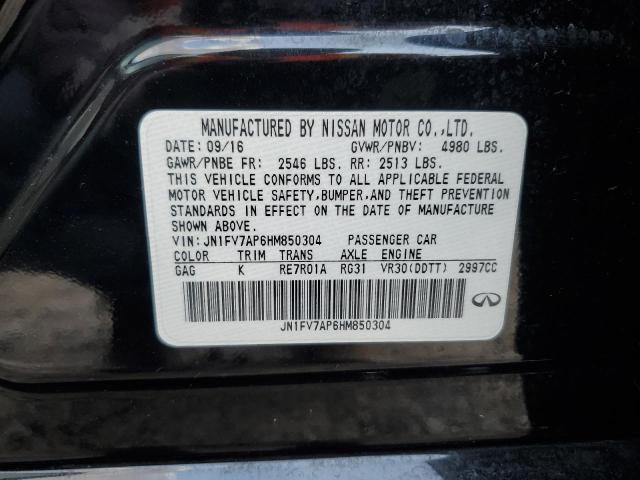 MANUFACTURED BY NISSAN MOTOR CO.,LTD.
DATE: 09/16 GVWR/PNBV: 4980 LBS.
GAWR/PNBE FR: 2546 LBS. RR: 2513 LBS.
THIS VEHICLE CONFORMS TO ALL APPLICABLE FEDERAL
MOTOR VEHICLE SAFETY,BUMPER,AND THEFT PREVENTION
STANDARDS IN EFFECT ON THE DATE OF MANUFACTURE
SHOWN ABOVE.
VIN:JN1FV7AP6HM850304 PASSENGER CAR
COLOR TRIM TRANS AXLE ENGINE
GAG K RE7R01A RG31 VR30(DDTT) 2997CC
JN1FV7AP6HM850304